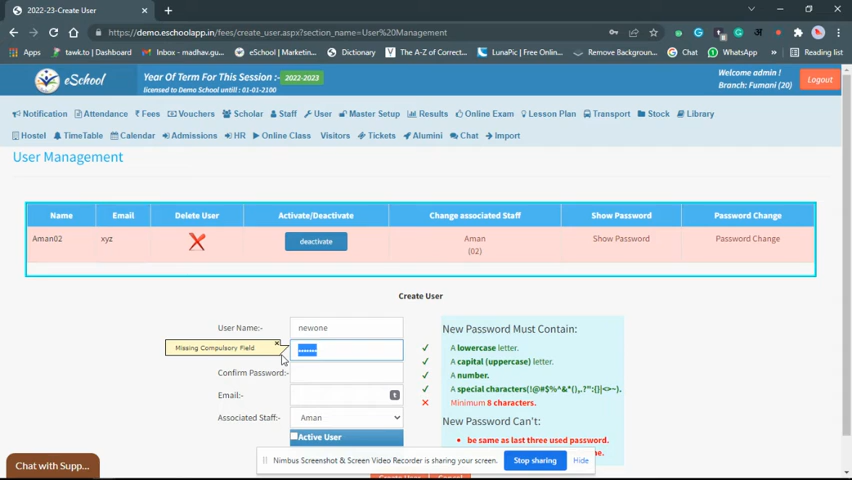 2022-23-Create User
https://demo.eschoolapp.in/fees/create_user.aspx?section_name=User%20Management
Apps tawk.to | Dashboard Inbox - madhav.gu... eSchool | Marketin... Dictionary The A-Z of Correct... LunaPic | Free Onlin... Remove Backgroun... Chat WhatsApp Reading list
eSchool
Year Of Term For This Session :- 2022-2023
licensed to Demo School untill : 01-01-2100
Welcome admin !
Branch: Fumani (20)
Logout
Notification Attendance Fees Vouchers Scholar Staff User Master Setup Results Online Exam Lesson Plan Transport Stock Library
Hostel TimeTable Calendar Admissions HR Online Class Visitors Tickets Alumini Chat Import
User Management
Name Email Delete User Activate/Deactivate Change associated Staff Show Password Password Change
Aman02 xyz deactivate Aman Show Password Password Change
(02)
Create User
User Name:- newone
Missing Compulsory Field
Confirm Password:-
Email:-
Associated Staff:- Aman
Active User
New Password Must Contain:
A lowercase letter.
A capital (uppercase) letter.
A number.
A special characters(!@#$%^&*(),.?":{}|<>~).
Minimum 8 characters.
New Password Can't:
be same as last three used password.
Nimbus Screenshot & Screen Video Recorder is sharing your screen. Stop sharing Hide
Chat with Supp...